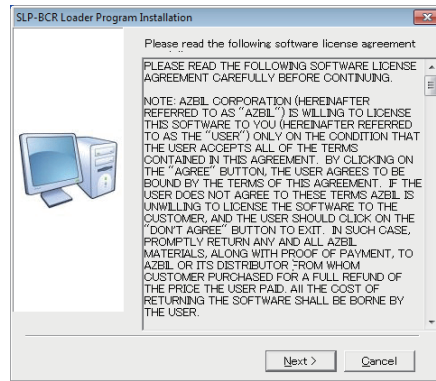 SLP-BCR Loader Program Installation
Please read the following software license agreement
PLEASE READ THE FOLLOWING SOFTWARE LICENSE
AGREEMENT CAREFULLY BEFORE CONTINUING.
NOTE: AZBIL CORPORATION (HEREINAFTER
REFERRED TO AS "AZBIL") IS WILLING TO LICENSE
THIS SOFTWARE TO YOU (HEREINAFTER REFERRED
TO AS THE "USER") ONLY ON THE CONDITION THAT
THE USER ACCEPTS ALL OF THE TERMS
CONTAINED IN THIS AGREEMENT. BY CLICKING ON
THE "AGREE" BUTTON, THE USER AGREES TO BE
BOUND BY THE TERMS OF THIS AGREEMENT. IF THE
USER DOES NOT AGREE TO THESE TERMS AZBIL IS
UNWILLING TO LICENSE THE SOFTWARE TO THE
CUSTOMER, AND THE USER SHOULD CLICK ON THE
"DON'T AGREE" BUTTON TO EXIT. IN SUCH CASE,
PROMPTLY RETURN ANY AND ALL AZBIL
MATERIALS, ALONG WITH PROOF OF PAYMENT, TO
AZBIL OR ITS DISTRIBUTOR FROM WHOM
CUSTOMER PURCHASED FOR A FULL REFUND OF
THE PRICE THE USER PAID. All THE COST OF
RETURNING THE SOFTWARE SHALL BE BORNE BY
THE USER.
Next >
Cancel